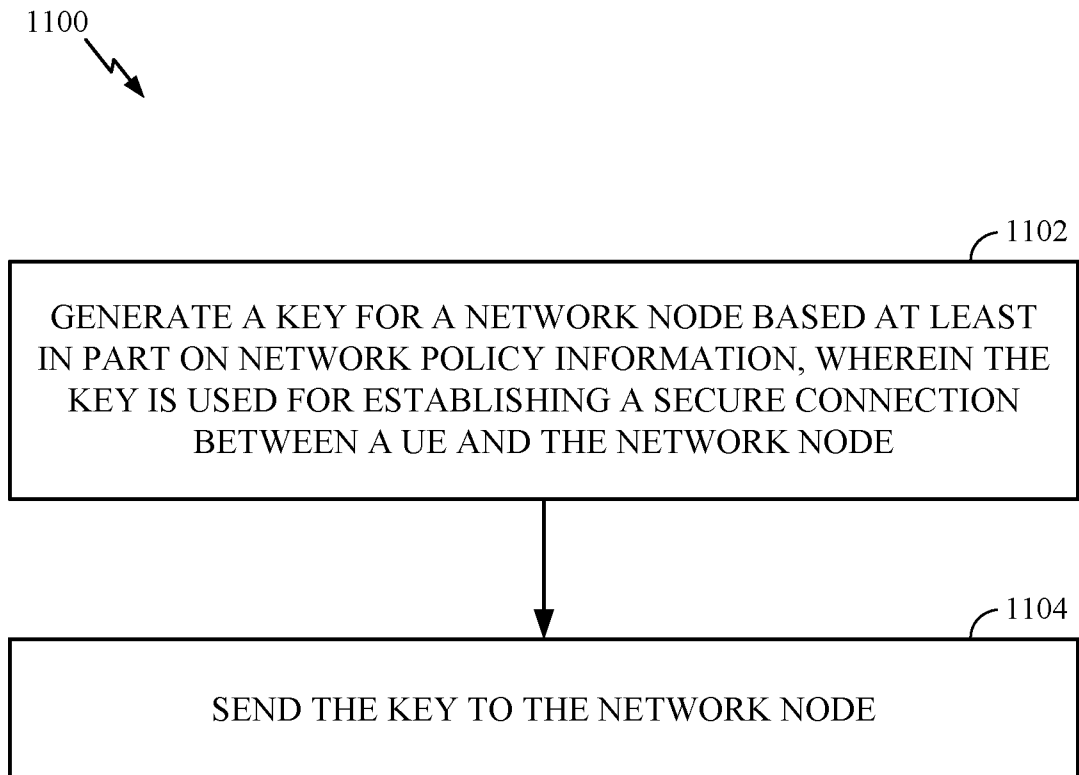 1100
1102
GENERATE A KEY FOR A NETWORK NODE BASED AT LEAST
IN PART ON NETWORK POLICY INFORMATION, WHEREIN THE
KEY IS USED FOR ESTABLISHING A SECURE CONNECTION
BETWEEN A UE AND THE NETWORK NODE
1104
SEND THE KEY TO THE NETWORK NODE